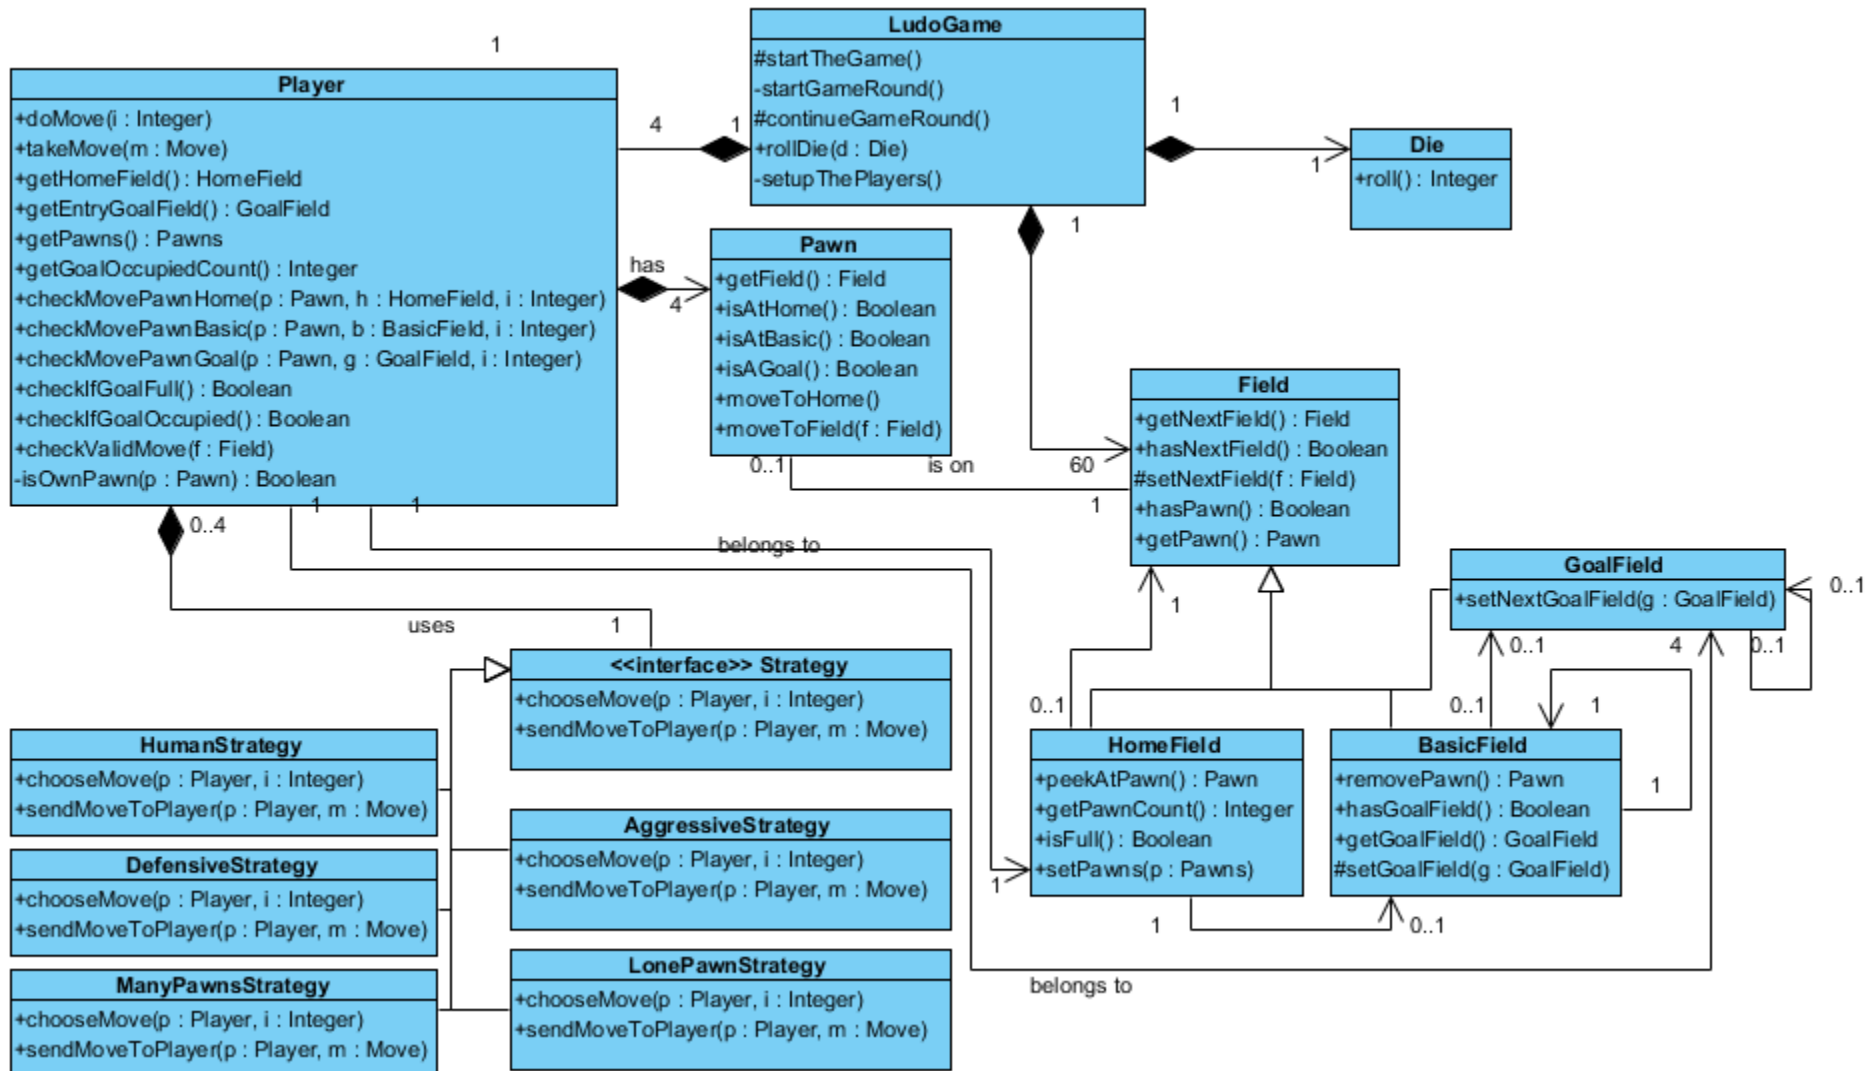 LudoGame
#startTheGame()
-startGameRound()
#continueGameRound()
+rollDie(d : Die)
-setupThePlayers()
1
Player
+doMove(i : Integer)
+takeMove(m : Move)
+getHomeField() : HomeField
+getEntryGoalField() : GoalField
+getPawns() : Pawns
+getGoalOccupiedCount() : Integer
+checkMovePawnHome(p : Pawn, h : HomeField, i : Integer)
+checkMovePawnBasic(p : Pawn, b : BasicField, i : Integer)
+checkMovePawnGoal(p : Pawn, g : GoalField, i : Integer)
+checkIfGoalFull() : Boolean
+checkIfGoalOccupied() : Boolean
+checkValidMove(f : Field)
-isOwnPawn(p : Pawn) : Boolean
4
1
1
1
Die
+roll() : Integer
1
has
4
Pawn
+getField() : Field
+isAtHome() : Boolean
+isAtBasic() : Boolean
+isAGoal() : Boolean
+moveToHome()
+moveToField(f : Field)
0..1
is on
60
1
Field
+getNextField() : Field
+hasNextField() : Boolean
#setNextField(f : Field)
+hasPawn() : Boolean
+getPawn() : Pawn
1
1
0..4
belongs to
uses
1
1
GoalField
+setNextGoalField(g : GoalField)
0..1
0..1
4
0..1
<<interface>> Strategy
+chooseMove(p : Player, i : Integer)
+sendMoveToPlayer(p : Player, m : Move)
0..1
0..1
1
1
HumanStrategy
+chooseMove(p : Player, i : Integer)
+sendMoveToPlayer(p : Player, m : Move)
HomeField
+peekAtPawn() : Pawn
+getPawnCount() : Integer
+isFull() : Boolean
+setPawns(p : Pawns)
BasicField
+removePawn() : Pawn
+hasGoalField() : Boolean
+getGoalField() : GoalField
#setGoalField(g : GoalField)
1
1
0..1
AggressiveStrategy
+chooseMove(p : Player, i : Integer)
+sendMoveToPlayer(p : Player, m : Move)
DefensiveStrategy
+chooseMove(p : Player, i : Integer)
+sendMoveToPlayer(p : Player, m : Move)
LonePawnStrategy
+chooseMove(p : Player, i : Integer)
+sendMoveToPlayer(p : Player, m : Move)
ManyPawnsStrategy
+chooseMove(p : Player, i : Integer)
+sendMoveToPlayer(p : Player, m : Move)
belongs to